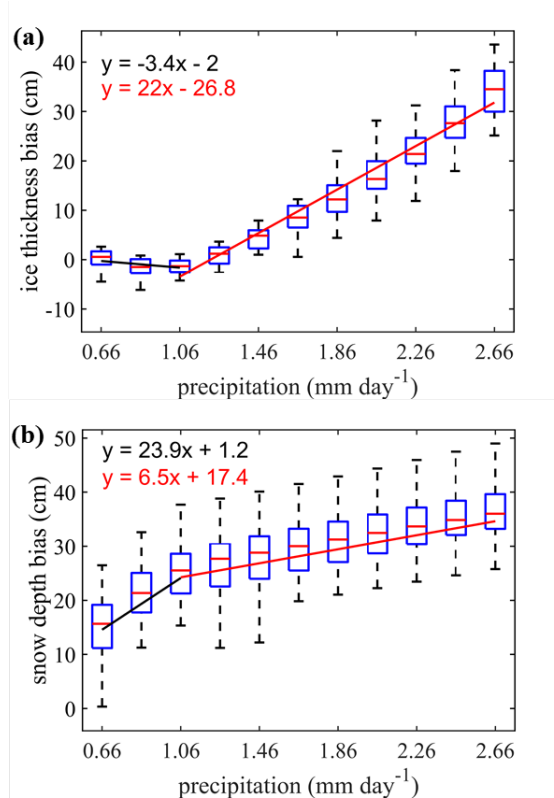 (a)
y = -3.4x - 2
y = 22x - 26.8
ice thickness bias (cm)
40
30
20
10
0
-10
0.66 1.06 1.46 1.86 2.26 2.66
precipitation (mm day-1)
(b)
y = 23.9x + 1.2
y = 6.5x + 17.4
snow depth bias (cm)
50
40
30
20
10
0
0.66 1.06 1.46 1.86 2.26 2.66
precipitation (mm day-1)